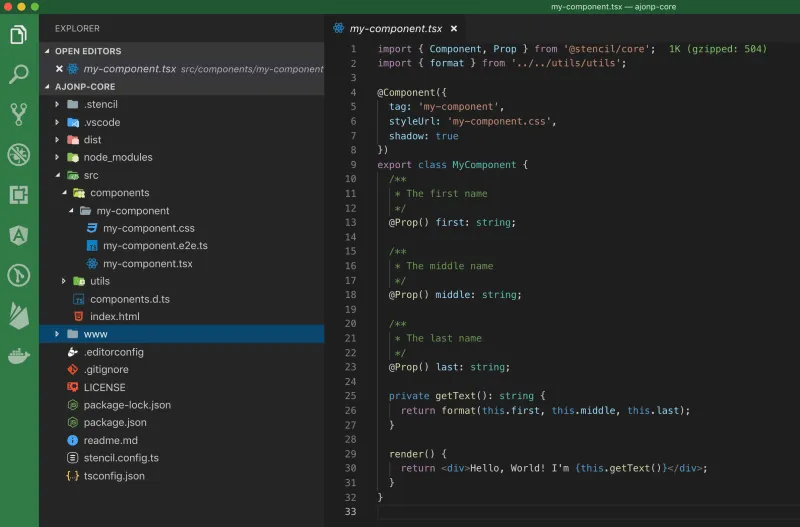 my-component.tsx — ajonp-core
EXPLORER
OPEN EDITORS
my-component.tsx src/components/my-component
AJONP-CORE
.stencil
.vscode
dist
node_modules
src
components
my-component
my-component.css
my-component.e2e.ts
my-component.tsx
utils
components.d.ts
index.html
www
.editorconfig
.gitignore
LICENSE
package-lock.json
package.json
readme.md
stencil.config.ts
tsconfig.json
my-component.tsx
1 import { Component, Prop } from '@stencil/core'; 1K (gzipped: 504)
2 import { format } from '../../utils/utils';
3
4 @Component({
5 tag: 'my-component',
6 styleUrl: 'my-component.css',
7 shadow: true
8 })
9 export class MyComponent {
10 /**
11 * The first name
12 */
13 @Prop() first: string;
14
15 /**
16 * The middle name
17 */
18 @Prop() middle: string;
19
20 /**
21 * The last name
22 */
23 @Prop() last: string;
24
25 private getText(): string {
26 return format(this.first, this.middle, this.last);
27 }
28
29 render() {
30 return <div>Hello, World! I'm {this.getText()}</div>;
31 }
32 }
33